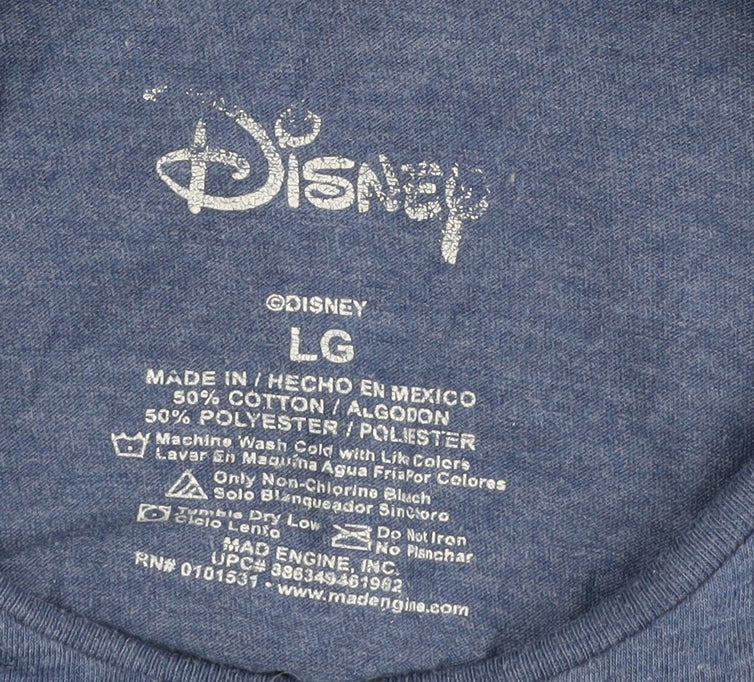 Disney
©DISNEY
LG
MADE IN / HECHO EN MEXICO
50% COTTON / ALGODON
50% POLYESTER / POLIESTER
Machine Wash Cold with Like Colors
Lavar En Maquina Agua Fria Por Colores
Only Non-Chlorine Bleach
Solo Blanqueador Sin Cloro
Tumble Dry Low
Ciclo Lento
Do Not Iron
No Planchar
MAD ENGINE, INC.
UPC# 886349461982
RN# 0101531 • www.madengine.com